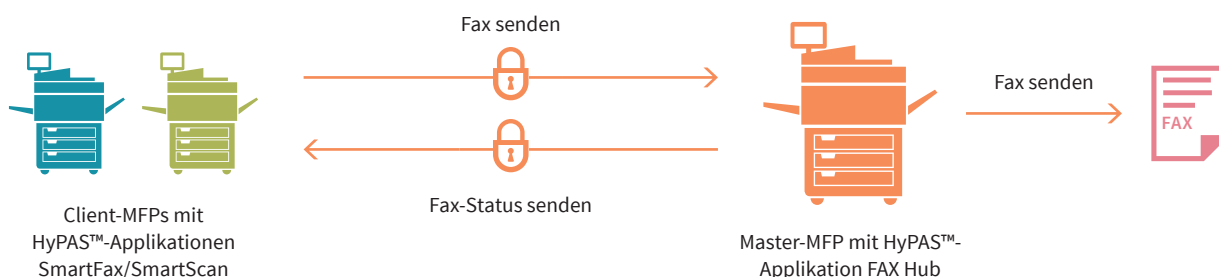 Fax senden
Fax senden
FAX
Fax-Status senden
Client-MFPs mit
HyPAS™-Applikationen
SmartFax/SmartScan
Master-MFP mit HyPAS™-
Applikation FAX Hub